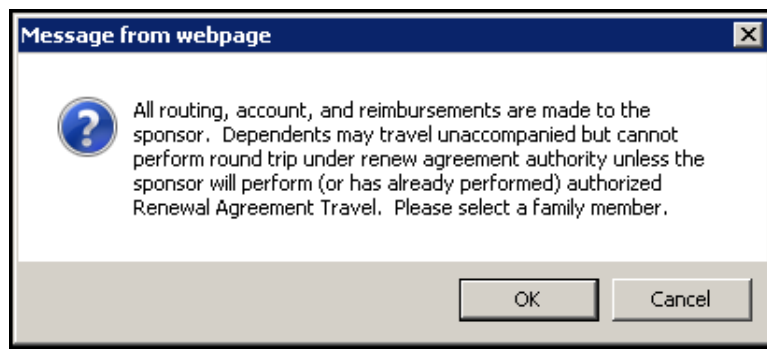 Message from webpage
All routing, account, and reimbursements are made to the
sponsor.  Dependents may travel unaccompanied but cannot
perform round trip under renew agreement authority unless the
sponsor will perform (or has already performed) authorized
Renewal Agreement Travel.  Please select a family member.
OK
Cancel